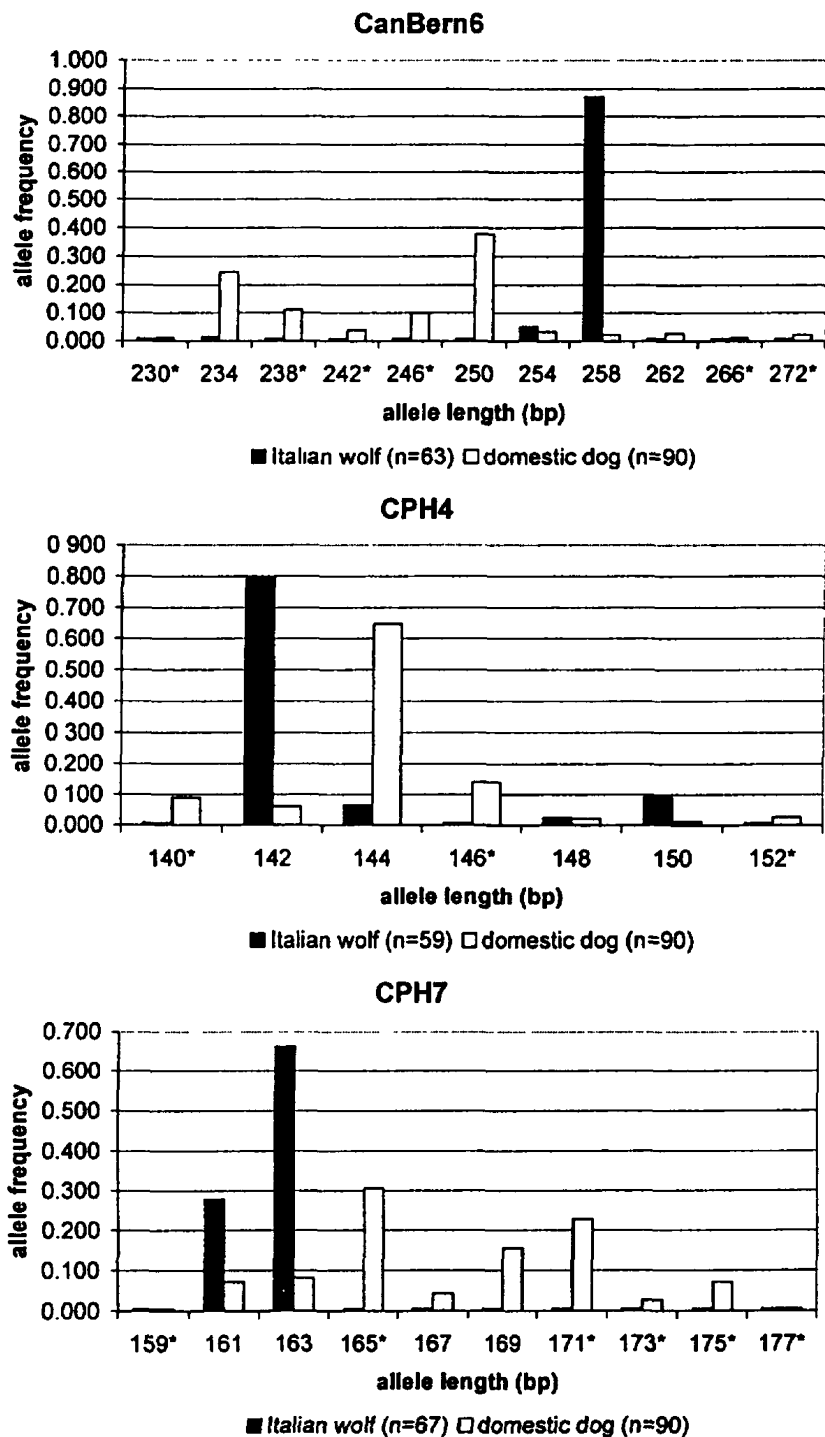 CanBern6
1.000
0.900
0.800
0.700
0.600
0.500
0.400
0.300
0.200
0.100
0.000
allele frequency
230* 234 238* 242* 246* 250 254 258 262 266* 272*
allele length (bp)
■ Italian wolf (n=63) □ domestic dog (n=90)
CPH4
0 900
0.800
0.700
0 600
0 500
0 400
0 300
0.200
0 100
0.000
allele frequency
140* 142 144 146* 148 150 152*
allele length (bp)
■ Italian wolf (n=59) □ domestic dog (n=90)
CPH7
0.700
0.600
0.500
0 400
0.300
0.200
0.100
0.000
allele frequency
159* 161 163 165* 167 169 171* 173* 175* 177*
allele length (bp)
■ Italian wolf (n=67) □ domestic dog (n=90)